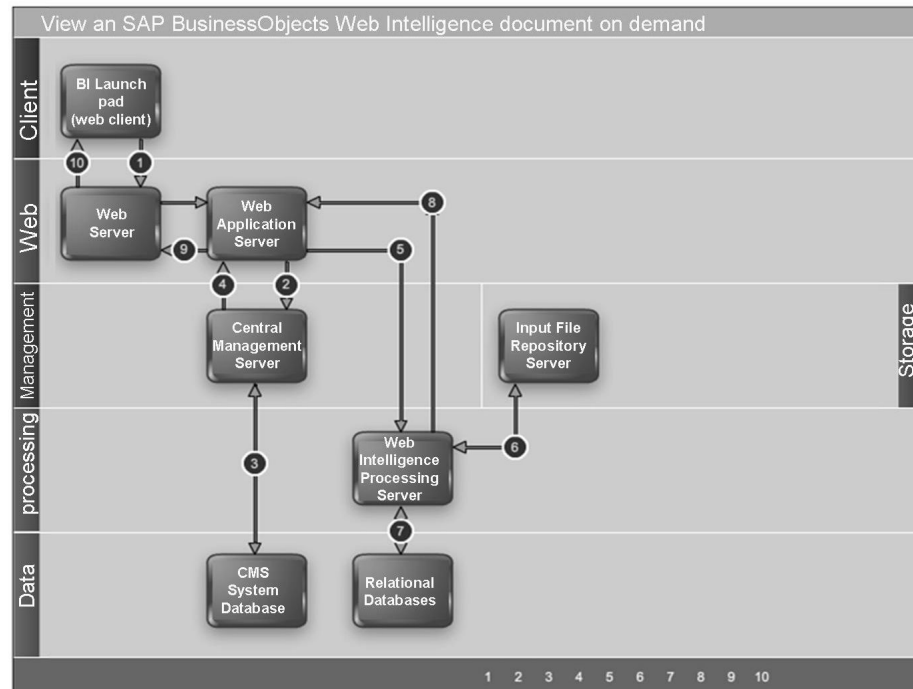 View an SAP BusinessObjects Web Intelligence document on demand
Client
BI Launch
pad
(web client)
10
1
Web
Web
Server
Web
Application
Server
8
9
5
4
2
Management
Central
Management
Server
Input File
Repository
Server
Storage
processing
3
Web
Intelligence
Processing
Server
6
7
Data
CMS
System
Database
Relational
Databases
1 2 3 4 5 6 7 8 9 10